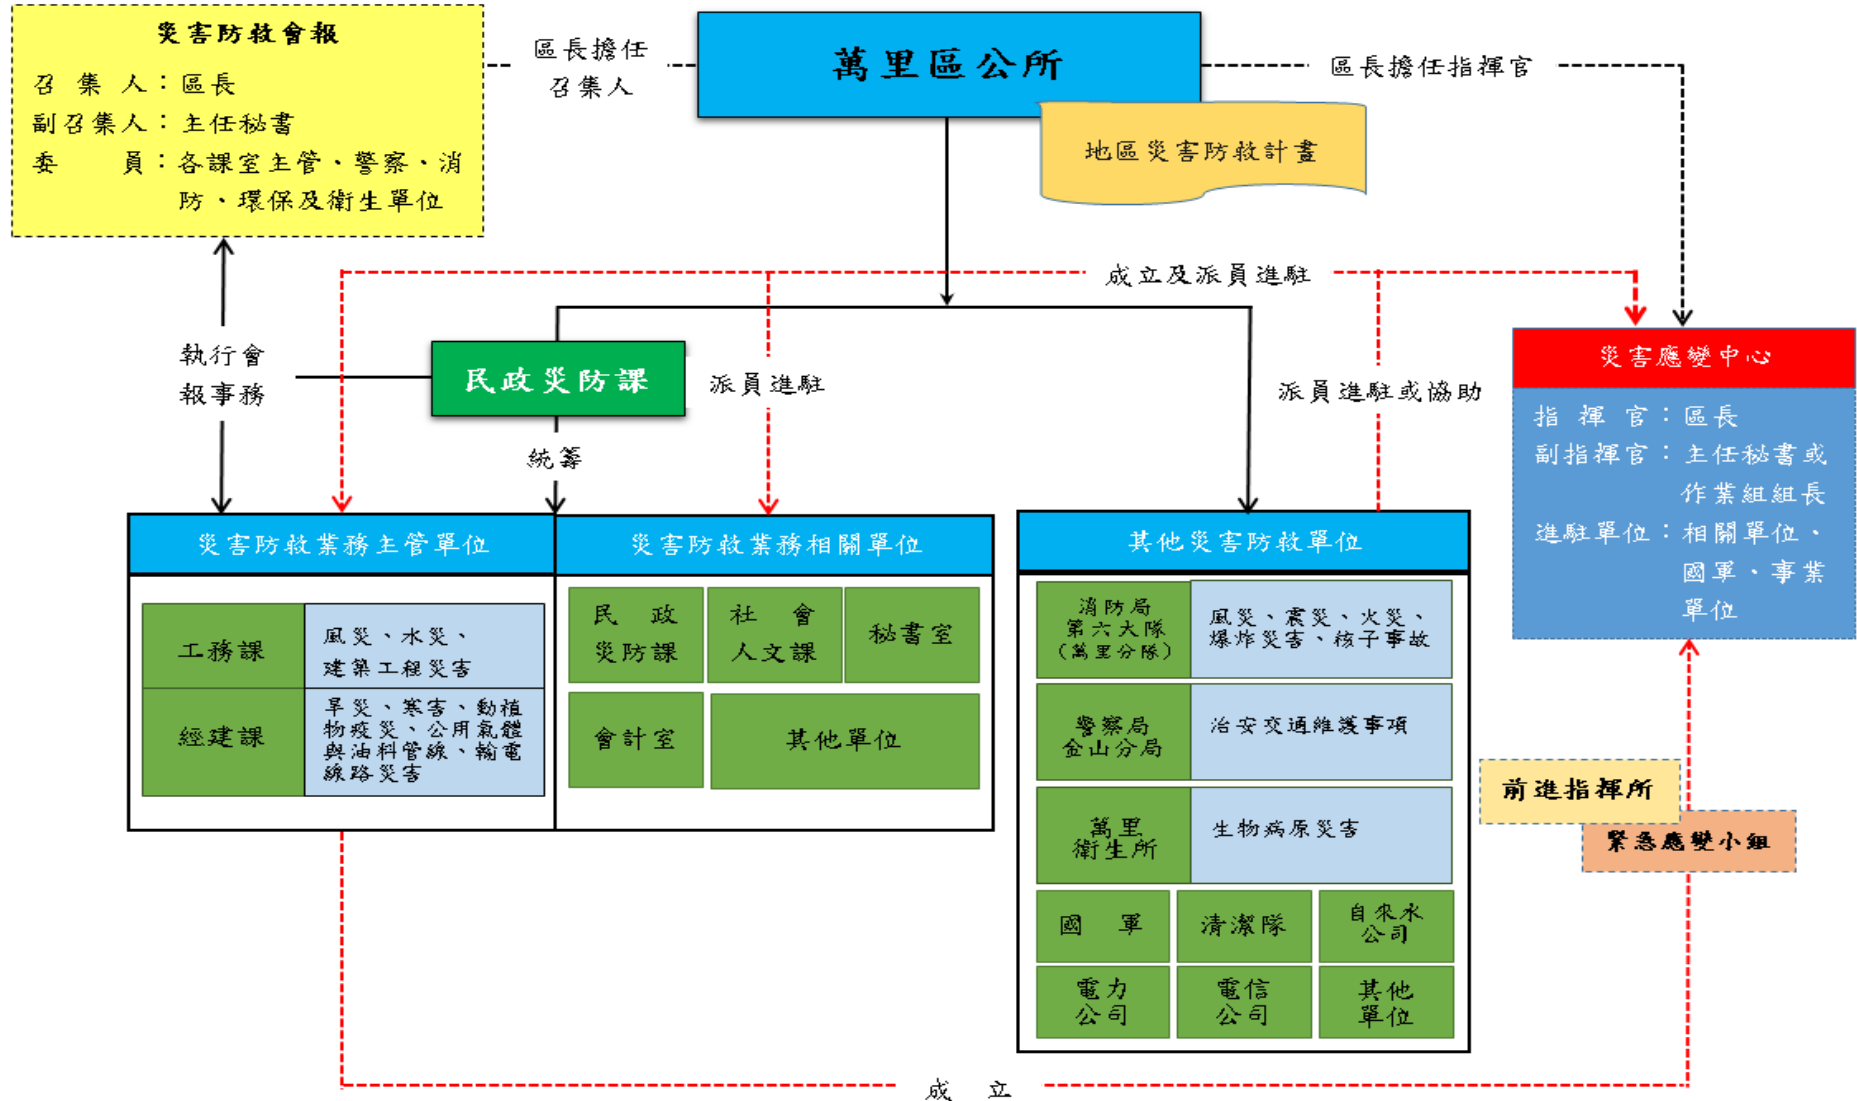 災害防救會報
召集人：區長
副召集人：主任秘書
委員：各課室主管、警察、消
防、環保及衛生單位
區長擔任
召集人
萬里區公所
區長擔任指揮官
地區災害防救計畫
成立及派員進駐
執行會
報事務
民政災防課
派員進駐
派員進駐或協助
統籌
災害應變中心
指揮官：區長
副指揮官：主任秘書或
作業組組長
進駐單位：相關單位、
國軍、事業
單位
災害防救業務主管單位
工務課
風災、水災、
建築工程災害
經建課
旱災、寒害、動植
物疫災、公用氣體
與油料管線、輸電
線路災害
災害防救業務相關單位
民政
災防課
社會
人文課
秘書室
會計室
其他單位
其他災害防救單位
消防局
第六大隊
（萬里分隊）
風災、震災、火災、
爆炸災害、核子事故
警察局
金山分局
治安交通維護事項
萬里
衛生所
生物病原災害
國軍
清潔隊
自來水
公司
電力
公司
電信
公司
其他
單位
前進指揮所
緊急應變小組
成立